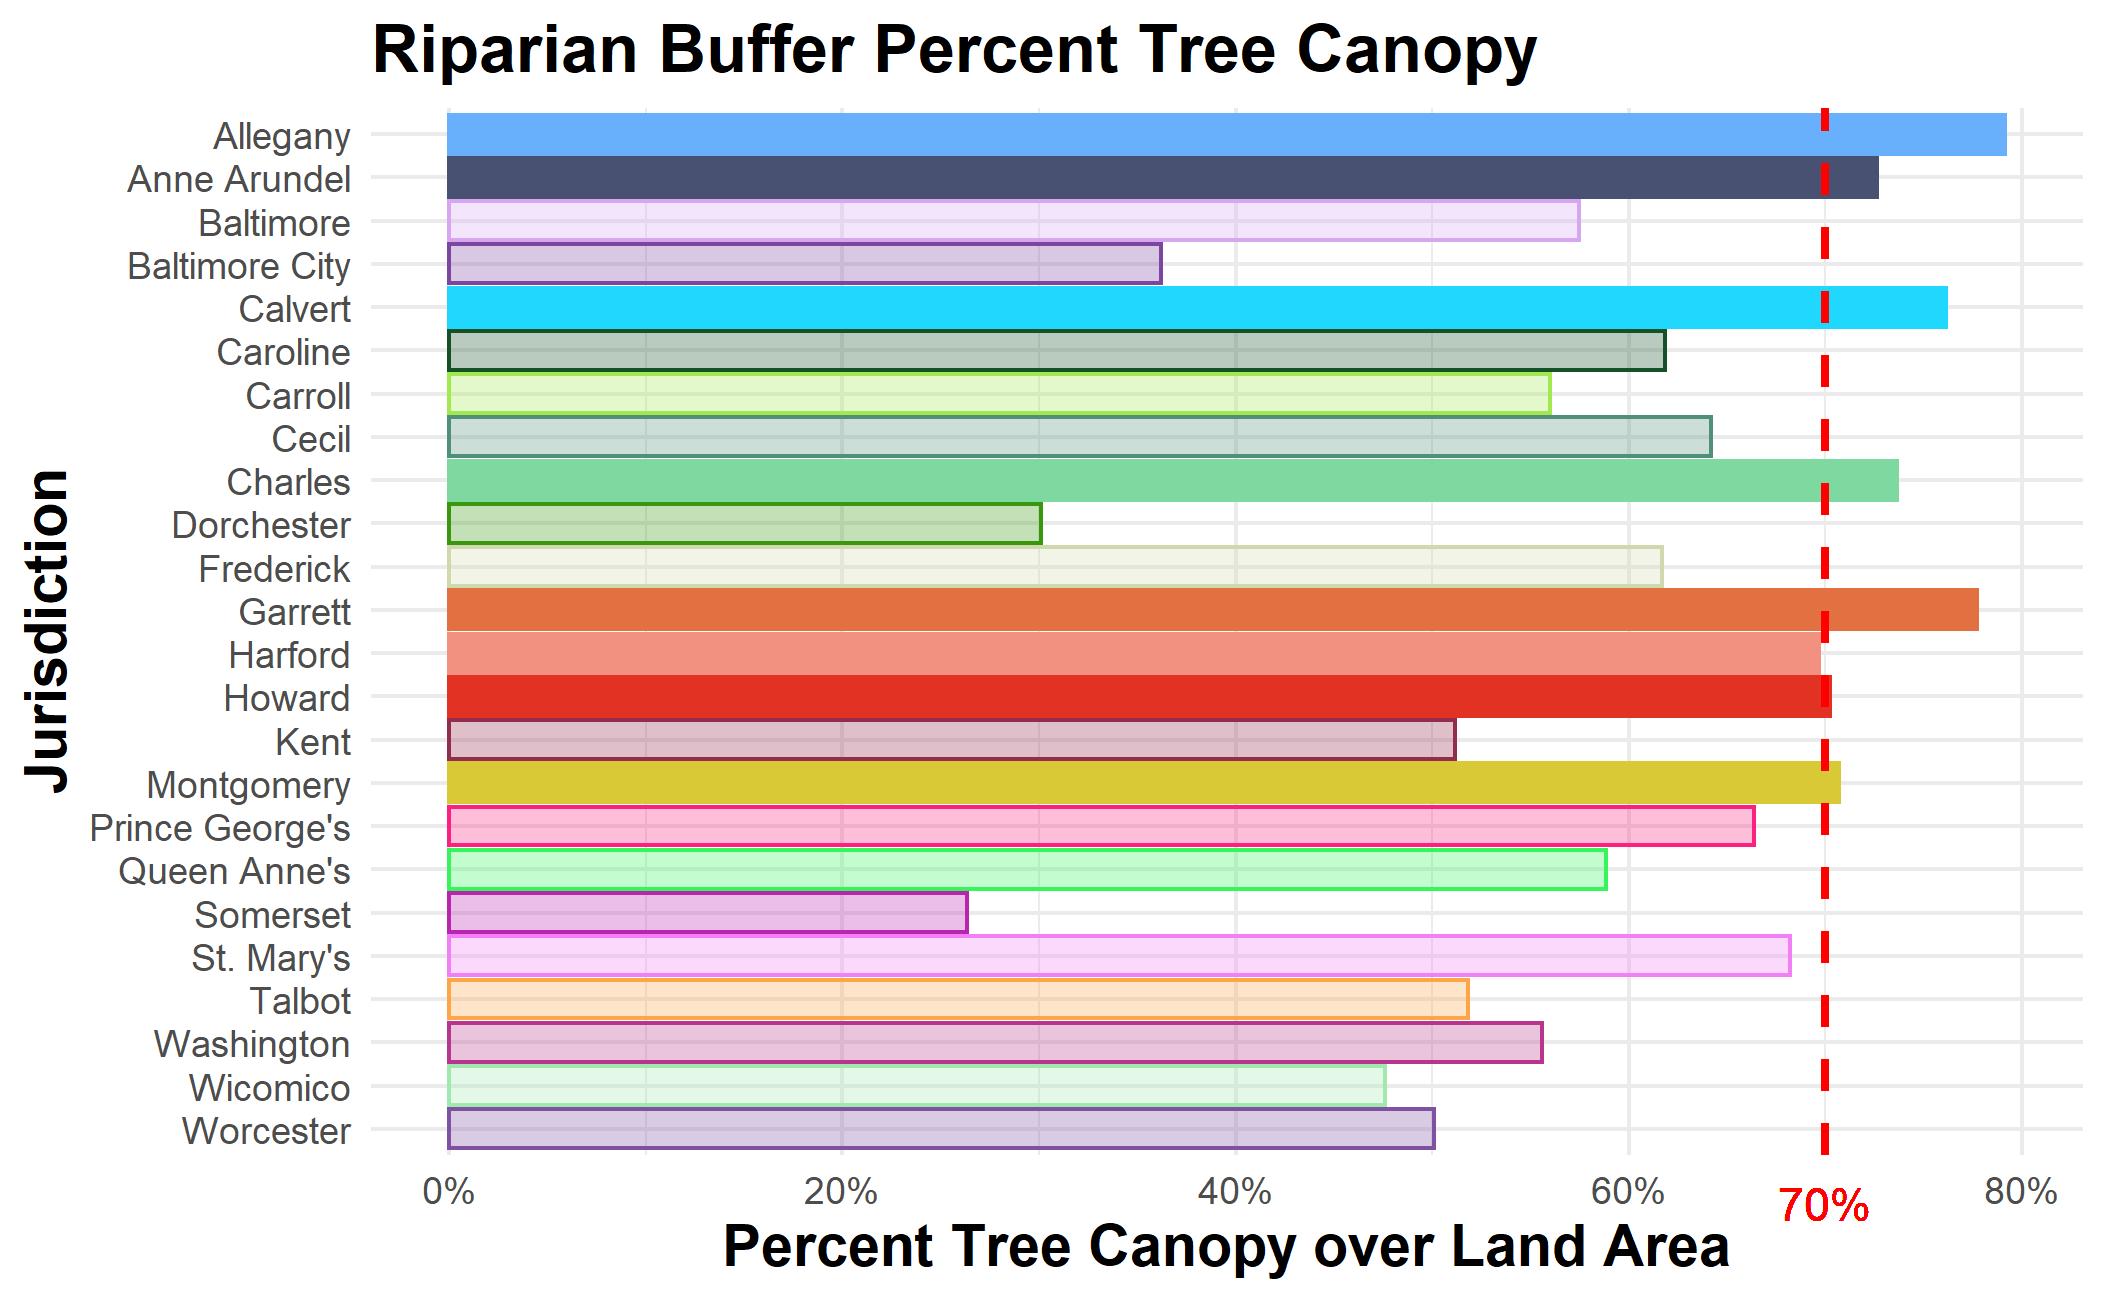 Riparian Buffer Percent Tree Canopy
Jurisdiction
Allegany
Anne Arundel
Baltimore
Baltimore City
Calvert
Caroline
Carroll
Cecil
Charles
Dorchester
Frederick
Garrett
Harford
Howard
Kent
Montgomery
Prince George's
Queen Anne's
Somerset
St. Mary's
Talbot
Washington
Wicomico
Worcester
0% 20% 40% 60% 80%
70%
Percent Tree Canopy over Land Area